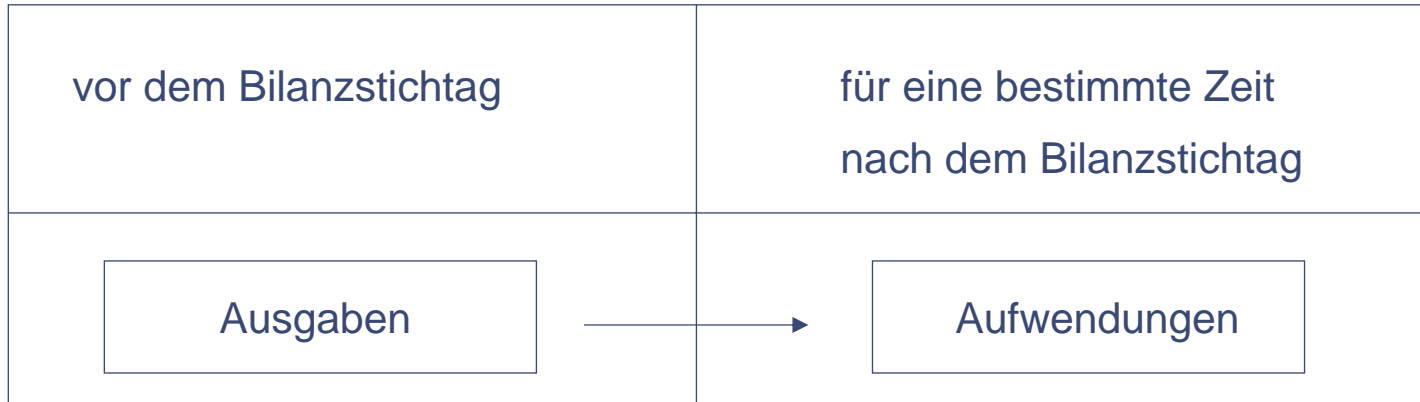 vor dem Bilanzstichtag
für eine bestimmte Zeit
nach dem Bilanzstichtag
Ausgaben
Aufwendungen